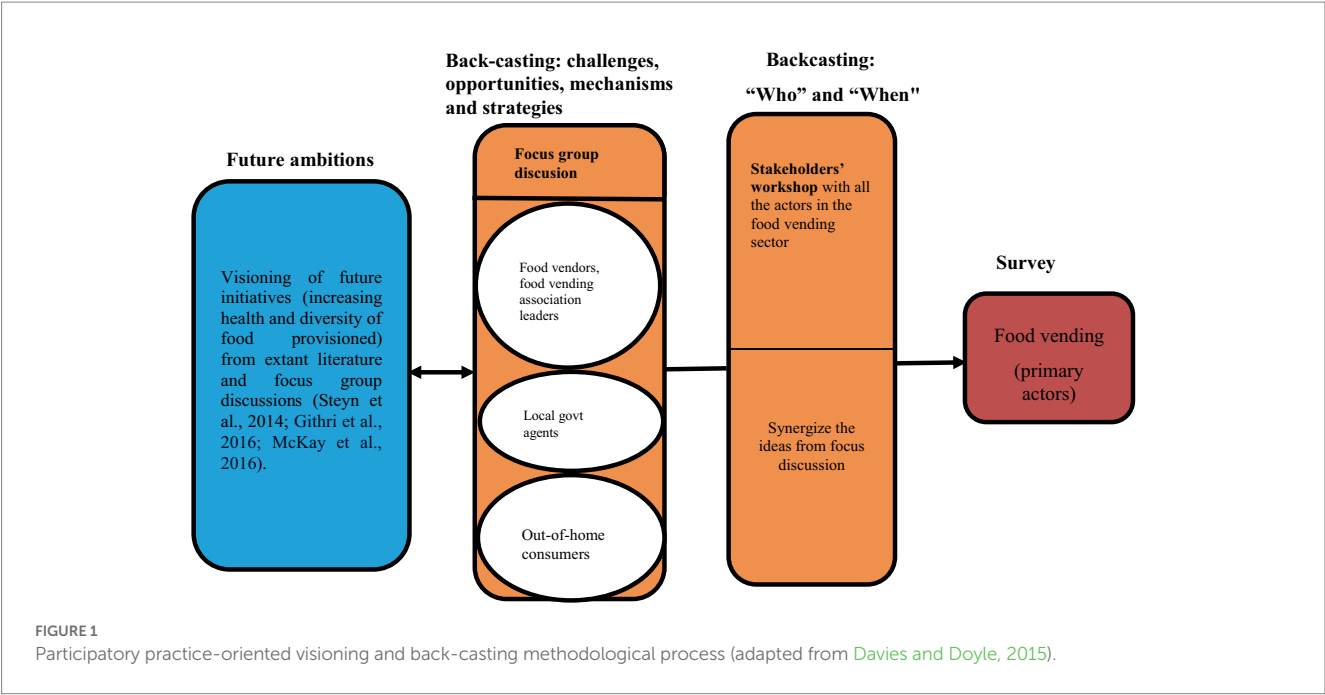 Future ambitions
Visioning of future
initiatives (increasing
health and diversity of
food provisioned)
from extant literature
and focus group
discussions (Steyn et
al., 2014; Githri et al.,
2016; McKay et al.,
2016).
Back-casting: challenges,
opportunities, mechanisms
and strategies
Focus group
discusion
Food vendors,
food vending
association
leaders
Local govt
agents
Out-of-home
consumers
Backcasting:
“Who” and “When"
Stakeholders’
workshop with all
the actors in the
food vending
sector
Synergize the
ideas from focus
discussion
Survey
Food vending
(primary
actors)
FIGURE 1
Participatory practice-oriented visioning and back-casting methodological process (adapted from Davies and Doyle, 2015).